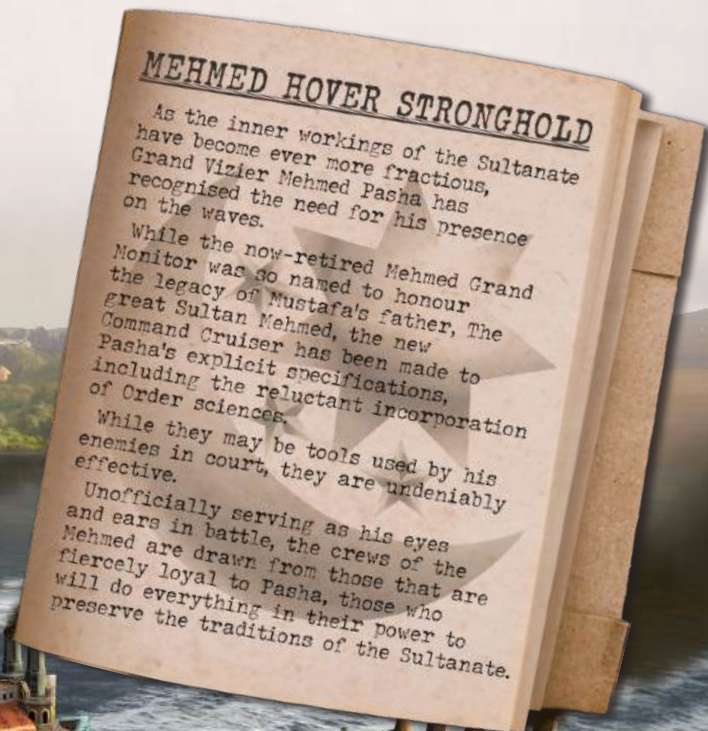 MEHMED HOVER STRONGHOLD
As the inner workings of the Sultanate
have become ever more fractious,
Grand Vizier Mehmed Pasha has
recognised the need for his presence
on the waves.
While the now-retired Mehmed Grand
Monitor was so named to honour
the legacy of Mustafa's father, The
great Sultan Mehmed, the new
Command Cruiser has been made to
Pasha's explicit specifications,
including the reluctant incorporation
of Order sciences.
While they may be tools used by his
enemies in court, they are undeniably
effective.
Unofficially serving as his eyes
and ears in battle, the crews of the
Mehmed are drawn from those that are
fiercely loyal to Pasha, those who
will do everything in their power to
preserve the traditions of the Sultanate.